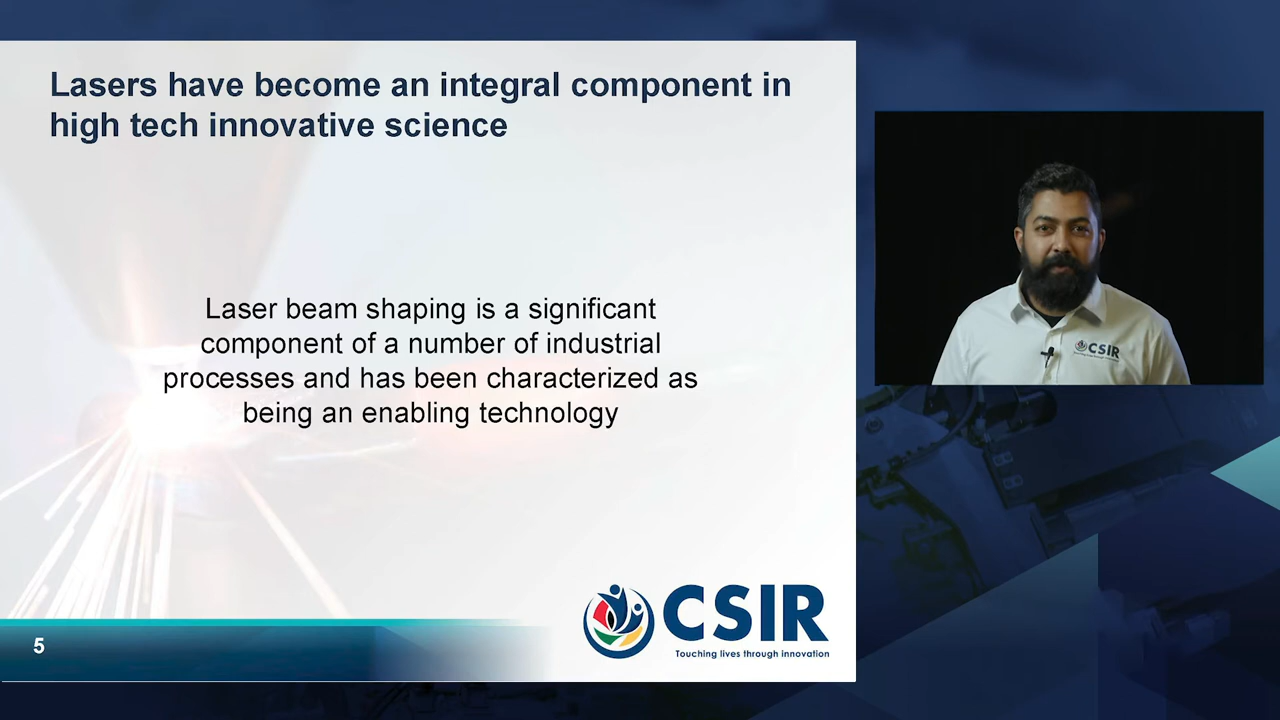 Lasers have become an integral component in
high tech innovative science
Laser beam shaping is a significant
component of a number of industrial
processes and has been characterized as
being an enabling technology
5
CSIR
Touching lives through innovation
CSIR